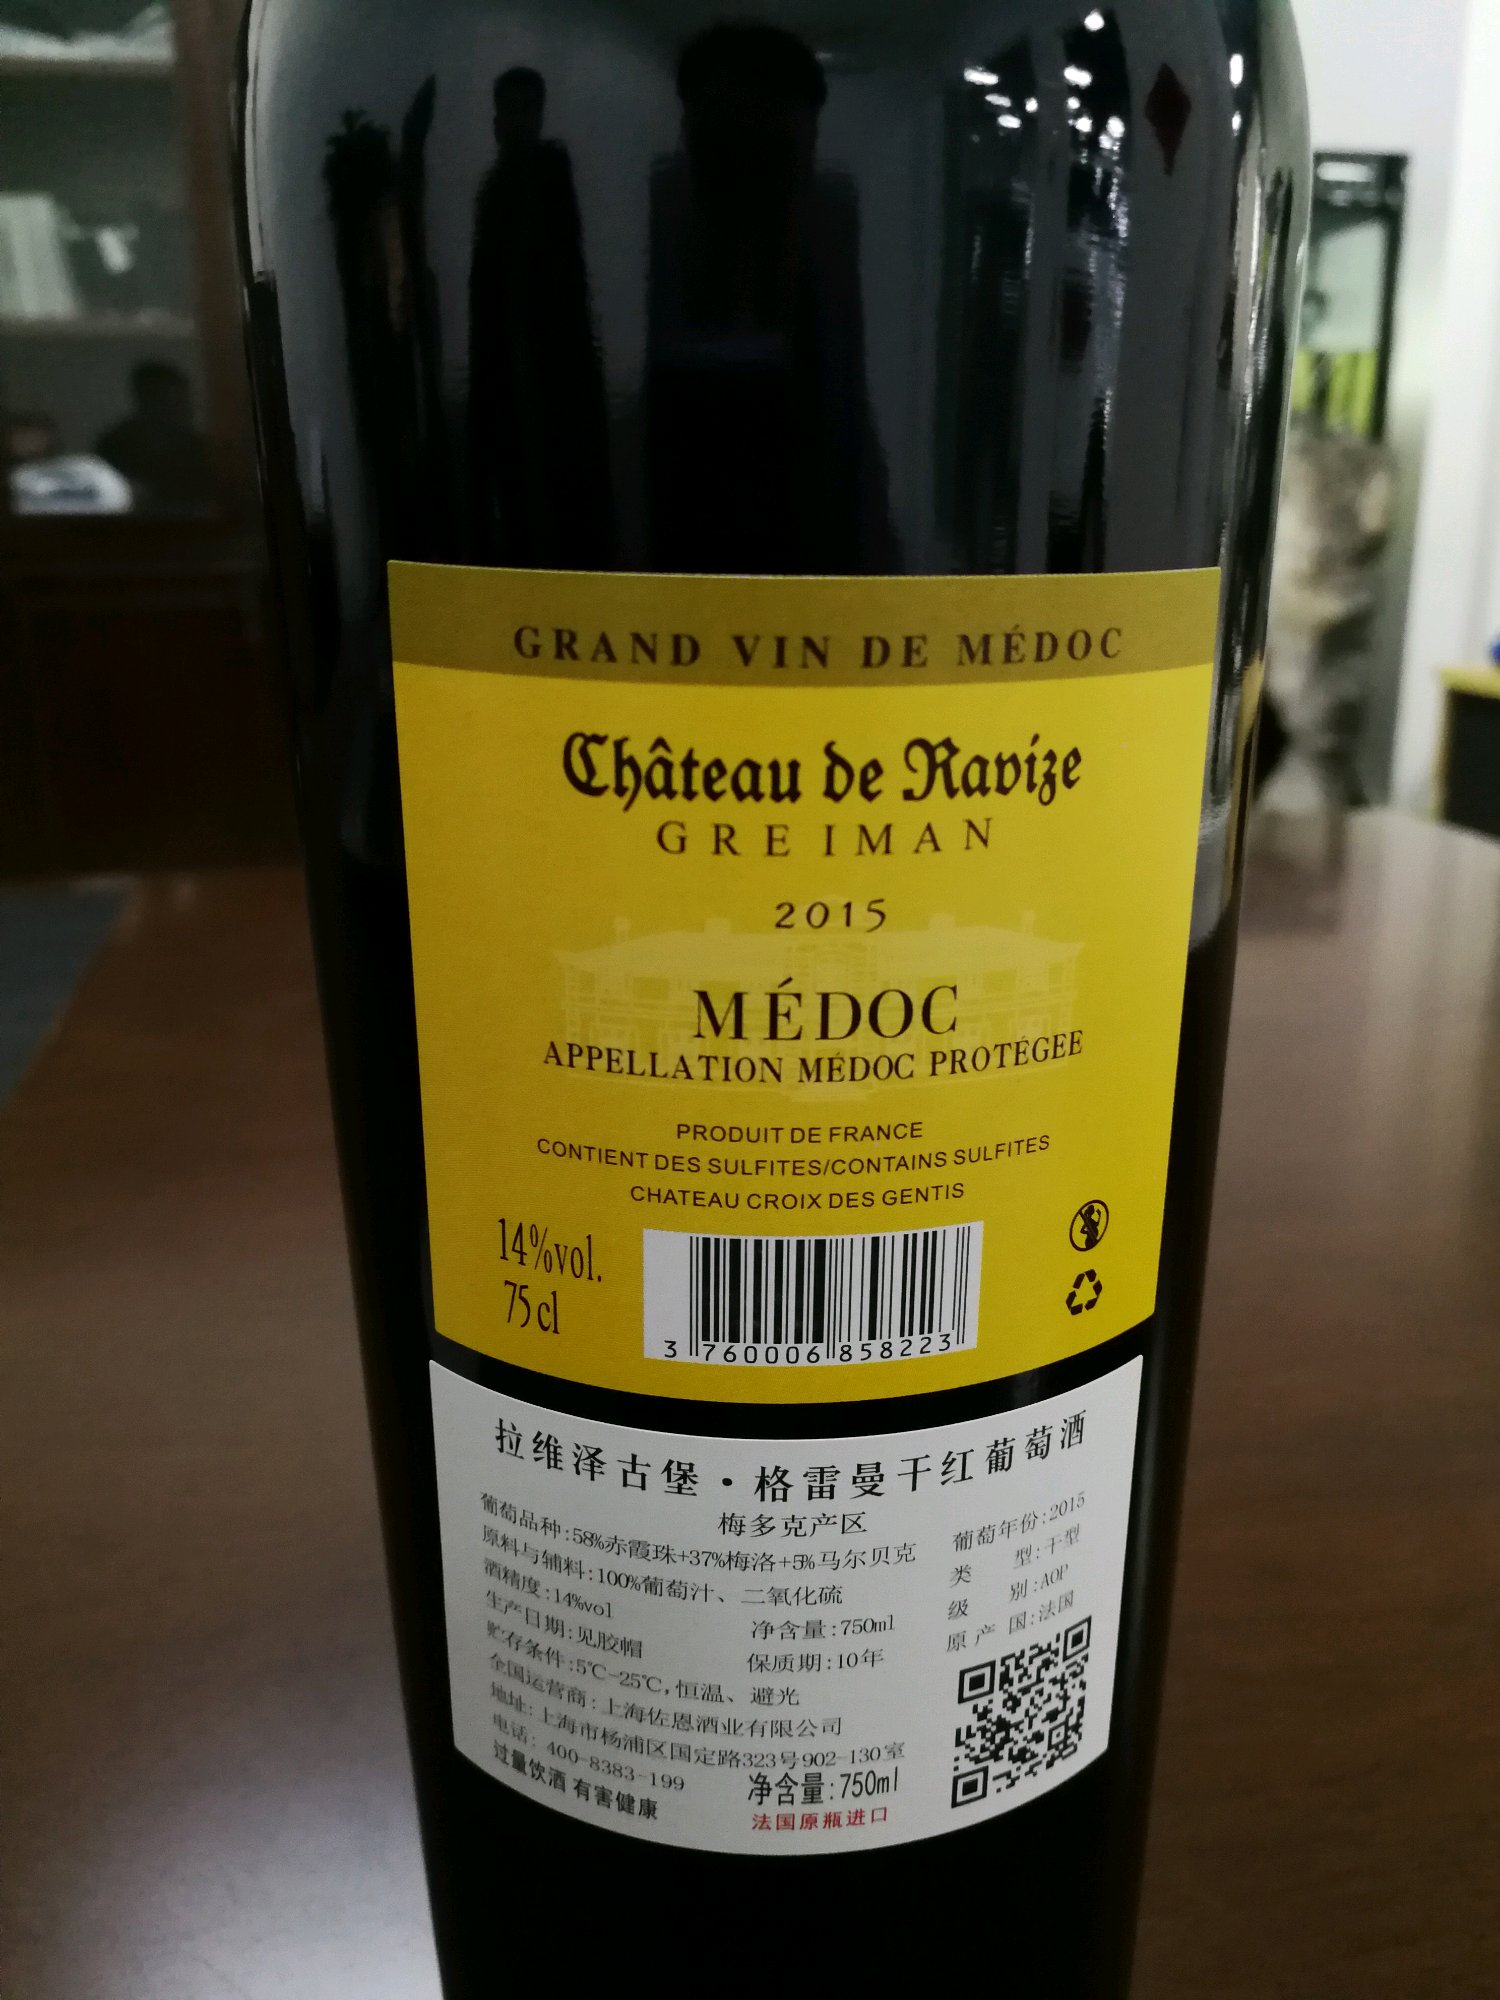 GRAND VIN DE MÉDOC
Château de Ravize
GREIMAN
2015
MÉDOC
APPELLATION MÉDOC PROTÉGEE
PRODUIT DE FRANCE
CONTIENT DES SULFITES/CONTAINS SULFITES
CHATEAU CROIX DES GENTIS
14%vol.
75cl
3 760006 858223
拉维泽古堡·格雷曼干红葡萄酒
梅多克产区
葡萄品种:58%赤霞珠+37%梅洛+5%马尔贝克 葡萄年份:2015
原料与辅料:100%葡萄汁、二氧化硫 类 型:干型
酒精度:14%vol 净含量:750ml 级 别:AOP
生产日期:见胶帽 保质期:10年 原产国:法国
贮存条件:5℃-25℃,恒温、避光
全国运营商:上海佐恩酒业有限公司
地址:上海市杨浦区国定路323号902-130室
电话: 400-8383-199 净含量:750ml
过量饮酒 有害健康 法国原瓶进口